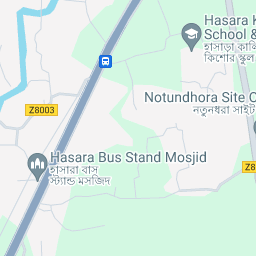 Hasara K
School &
হাসাড়া কালি
কিশোর স্কুল
Z8003
Notundhora Site O
নতুনধরা সাইট
Z8
Hasara Bus Stand Mosjid
হাসারা বাস
স্ট্যান্ড মসজিদ